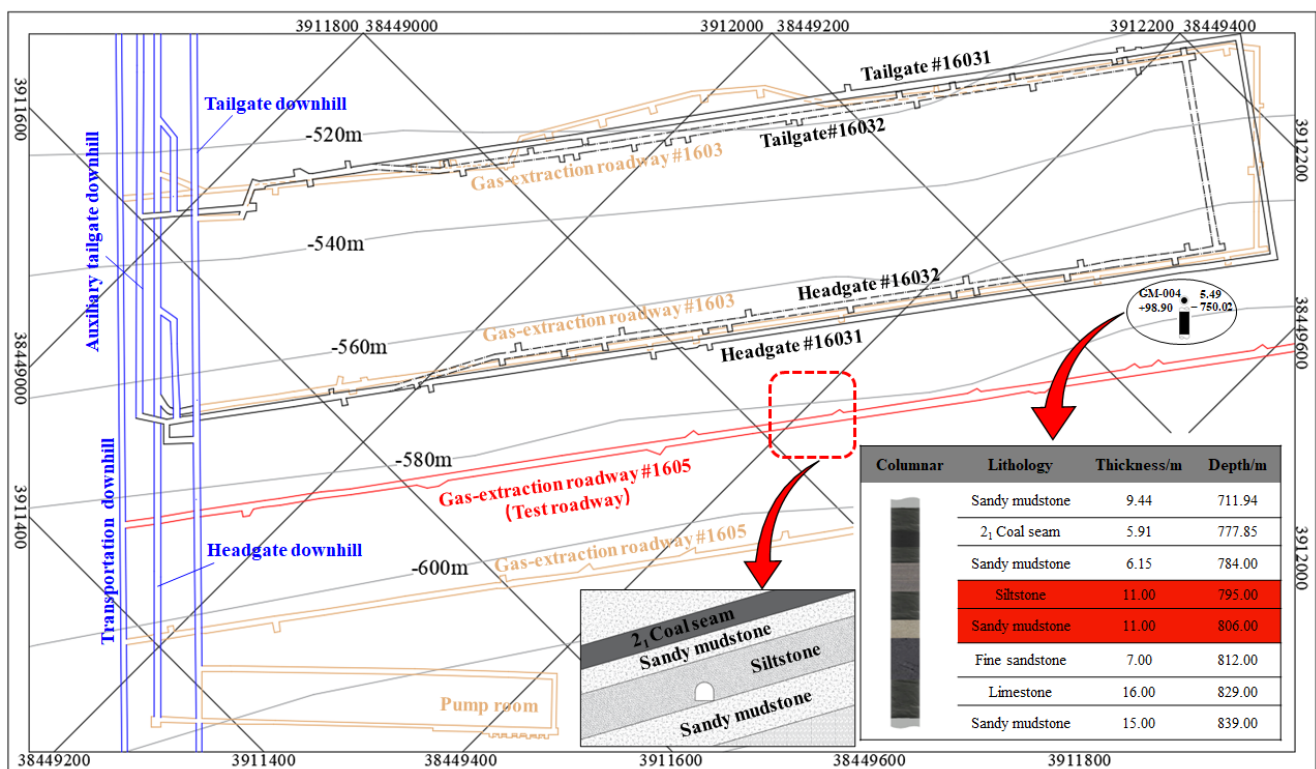 3911800 38449000
3912000 38449200
3912200 38449400
3911600
Tailgate downhill
Tailgate #16031
-520m
Tailgate#16032
Gas-extraction roadway #1603
3912200
Auxiliary tailgate downhill
-540m
Headgate #16032
GM-004 5.49
+98.90 −750.02
Gas-extraction roadway #1603
-560m
Headgate #16031
38449600
38449000
-580m
Gas-extraction roadway #1605
(Test roadway)
Columnar Lithology Thickness/m Depth/m
Sandy mudstone 9.44 711.94
2₁ Coal seam 5.91 777.85
Sandy mudstone 6.15 784.00
Siltstone 11.00 795.00
Sandy mudstone 11.00 806.00
Fine sandstone 7.00 812.00
Limestone 16.00 829.00
Sandy mudstone 15.00 839.00
3911400
Transportation downhill
Headgate downhill
Gas-extraction roadway #1605
-600m
3912000
2₁ Coal seam
Sandy mudstone
Siltstone
Sandy mudstone
Pump room
38449200
3911400
38449400
3911600
38449600
3911800